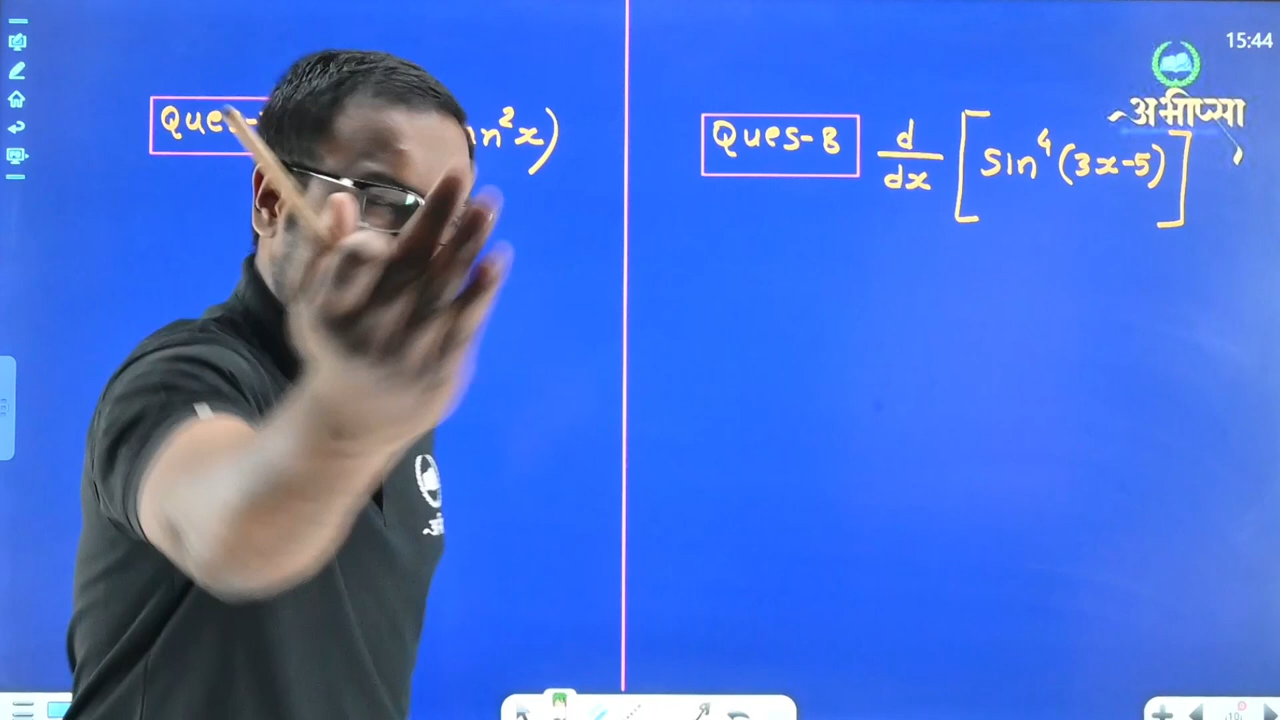 15:44
अभीप्सा
Ques- n²x)
Ques-8 d/dx [sin⁴(3x-5)]